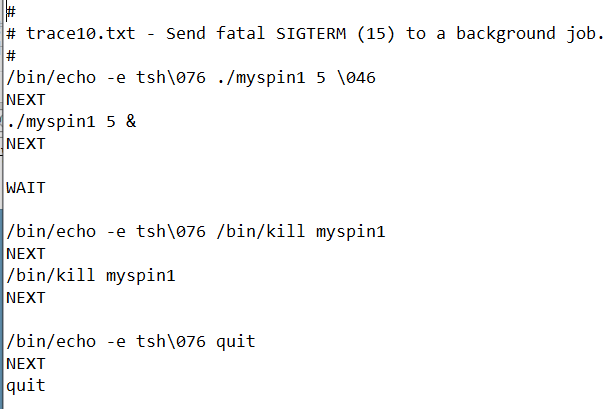 #
# trace10.txt - Send fatal SIGTERM (15) to a background job.
#
/bin/echo -e tsh\076 ./myspin1 5 \046
NEXT
./myspin1 5 &
NEXT
WAIT
/bin/echo -e tsh\076 /bin/kill myspin1
NEXT
/bin/kill myspin1
NEXT
/bin/echo -e tsh\076 quit
NEXT
quit